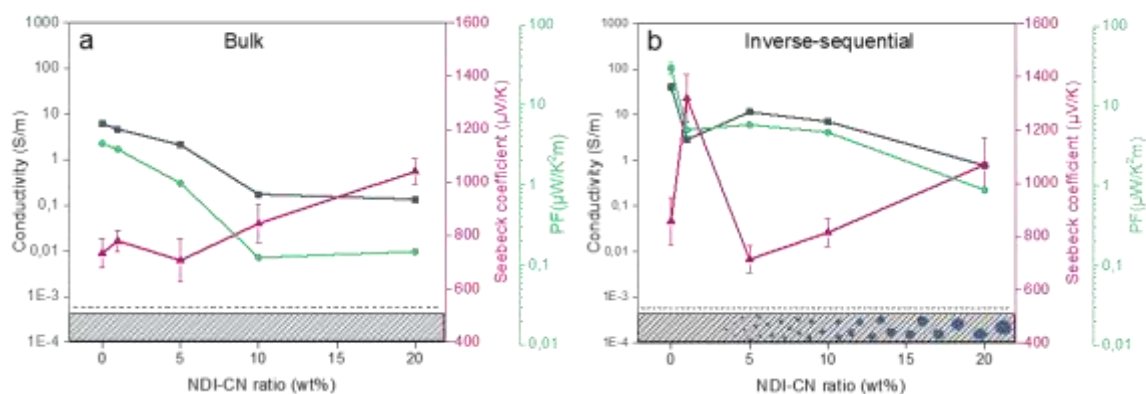 a
Bulk
Conductivity (S/m)
1000
100
10
1
0,1
0,01
1E-3
1E-4
0
5
10
15
20
NDI-CN ratio (wt%)
Seebeck coefficient (µV/K)
1600
1400
1200
1000
800
600
400
PF(µW/K²m)
10²
10
1
0,1
0,01
b
Inverse-sequential
Conductivity (S/m)
1000
100
10
1
0,1
0,01
1E-3
1E-4
0
5
10
15
20
NDI-CN ratio (wt%)
Seebeck coefficient (µV/K)
1600
1400
1200
1000
800
600
400
PF(µW/K²m)
10²
10
1
0,1
0,01